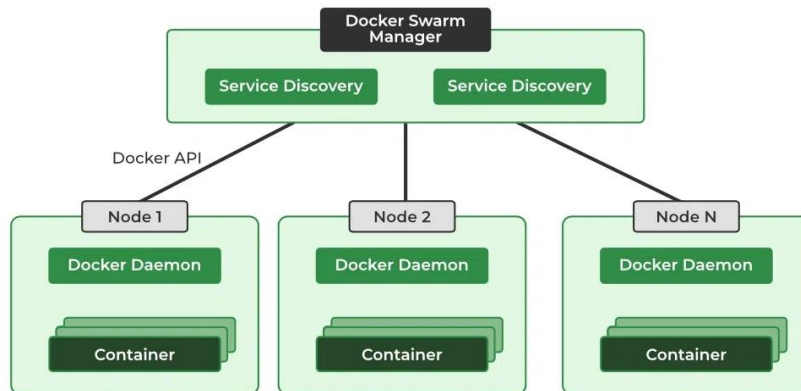 Docker Swarm
Manager
Service Discovery
Service Discovery
Docker API
Node 1
Node 2
Node N
Docker Daemon
Docker Daemon
Docker Daemon
Container
Container
Container